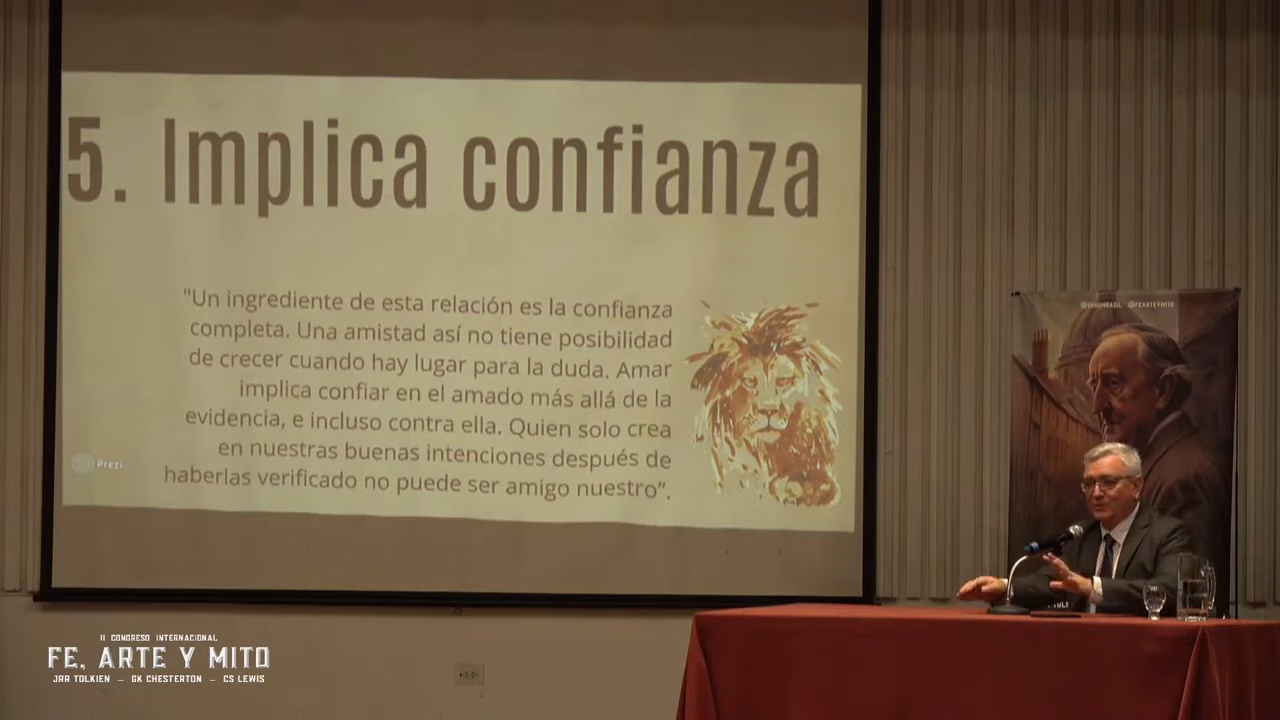 5. Implica confianza
"Un ingrediente de esta relación es la confianza
completa. Una amistad así no tiene posibilidad
de crecer cuando hay lugar para la duda. Amar
implica confiar en el amado más allá de la
evidencia, e incluso contra ella. Quien solo crea
en nuestras buenas intenciones después de
haberlas verificado no puede ser amigo nuestro”.
Prezi
@FEARTEYMITO
II CONGRESO INTERNACIONAL
FE, ARTE Y MITO
JRR TOLKIEN – GK CHESTERTON – CS LEWIS